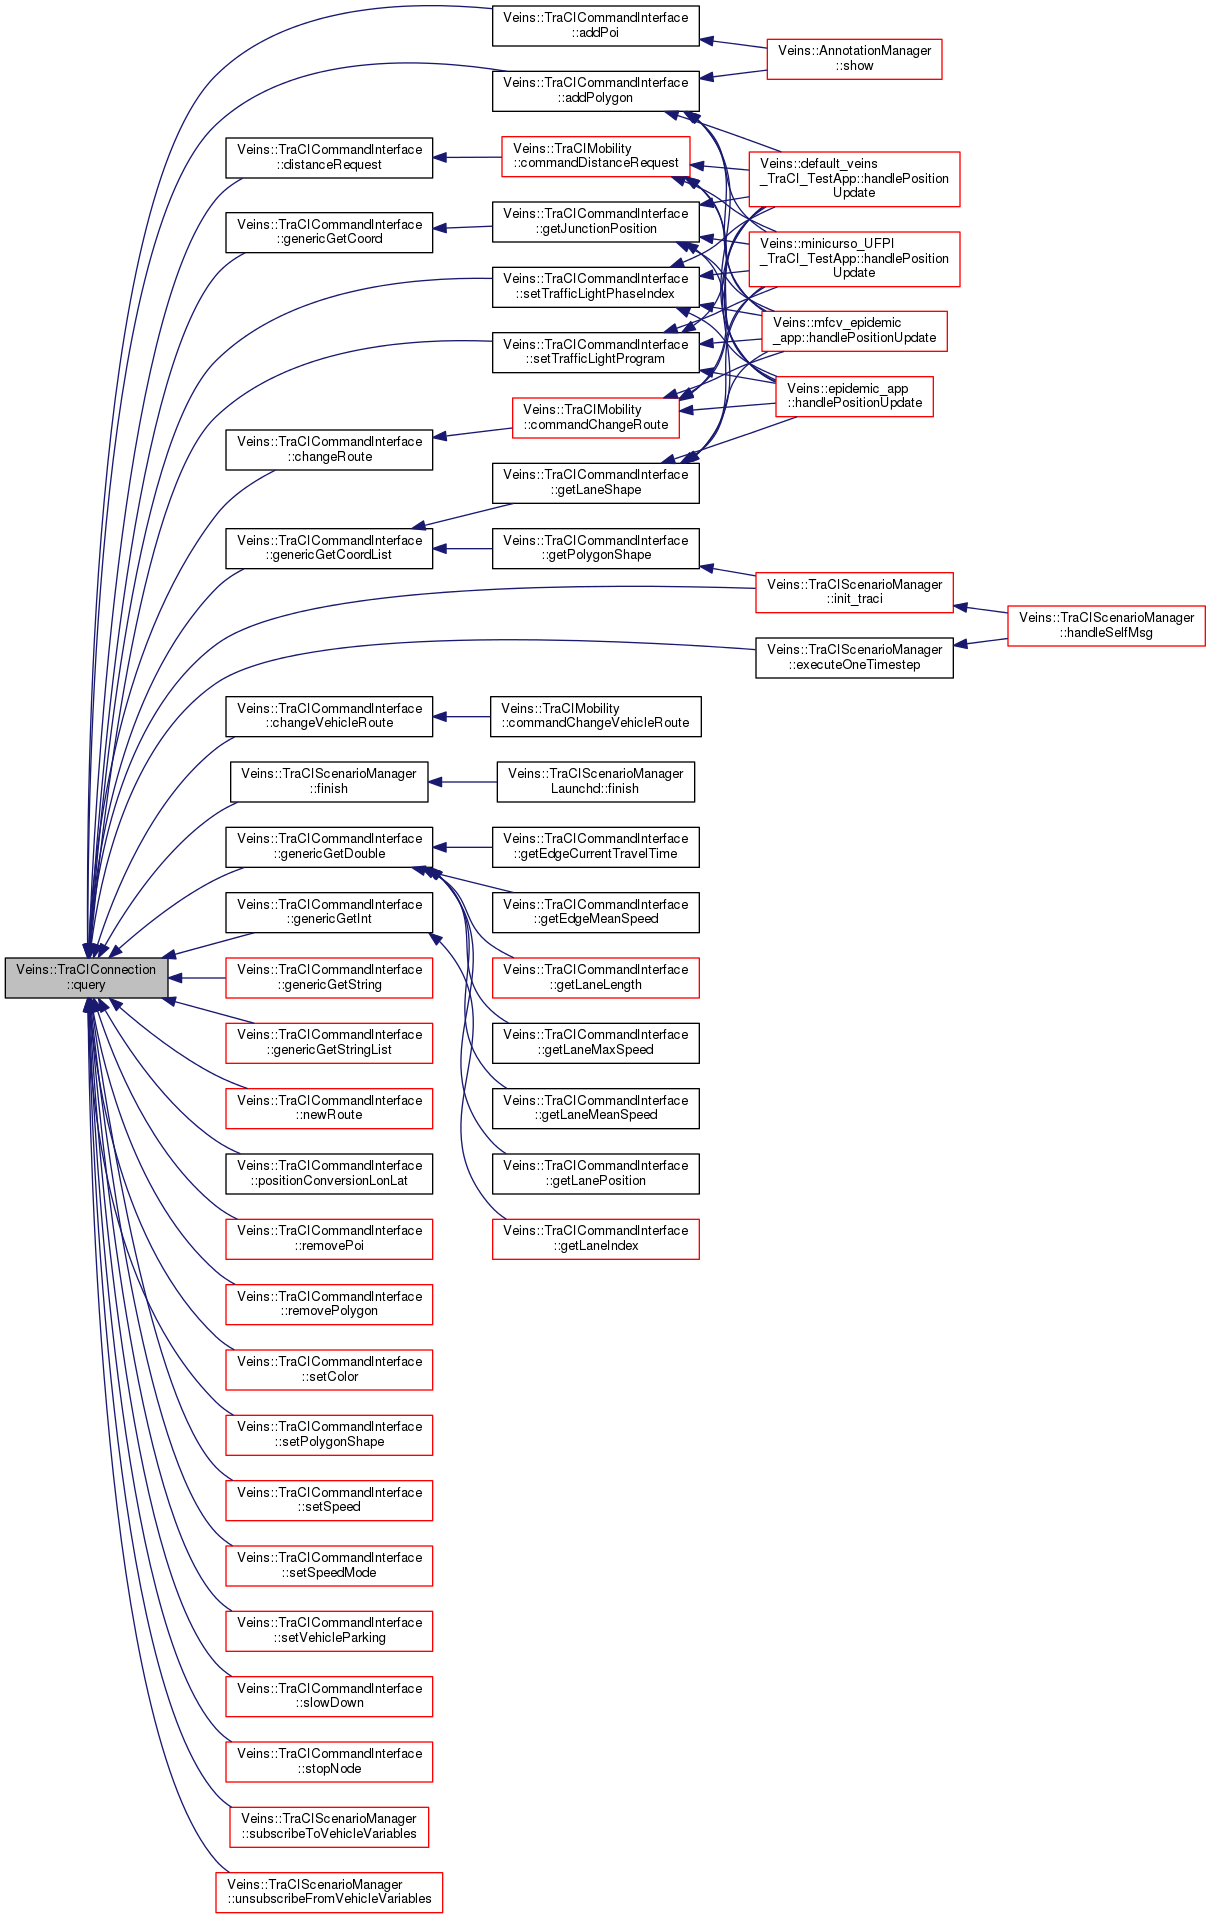 Veins::TraCICommandInterface
::addPoi
Veins::AnnotationManager
::show
Veins::TraCICommandInterface
::addPolygon
Veins::TraCICommandInterface
::distanceRequest
Veins::TraCIMobility
::commandDistanceRequest
Veins::default_veins
_TraCI_TestApp::handlePosition
Update
Veins::TraCICommandInterface
::genericGetCoord
Veins::TraCICommandInterface
::getJunctionPosition
Veins::minicurso_UFPI
_TraCI_TestApp::handlePosition
Update
Veins::TraCICommandInterface
::setTrafficLightPhaseIndex
Veins::mfcv_epidemic
_app::handlePositionUpdate
Veins::TraCICommandInterface
::setTrafficLightProgram
Veins::epidemic_app
::handlePositionUpdate
Veins::TraCIMobility
::commandChangeRoute
Veins::TraCICommandInterface
::changeRoute
Veins::TraCICommandInterface
::getLaneShape
Veins::TraCICommandInterface
::genericGetCoordList
Veins::TraCICommandInterface
::getPolygonShape
Veins::TraCIScenarioManager
::init_traci
Veins::TraCIScenarioManager
::handleSelfMsg
Veins::TraCIScenarioManager
::executeOneTimestep
Veins::TraCICommandInterface
::changeVehicleRoute
Veins::TraCIMobility
::commandChangeVehicleRoute
Veins::TraCIScenarioManager
::finish
Veins::TraCIScenarioManager
Launchd::finish
Veins::TraCICommandInterface
::genericGetDouble
Veins::TraCICommandInterface
::getEdgeCurrentTravelTime
Veins::TraCICommandInterface
::genericGetInt
Veins::TraCICommandInterface
::getEdgeMeanSpeed
Veins::TraCIConnection
::query
Veins::TraCICommandInterface
::genericGetString
Veins::TraCICommandInterface
::getLaneLength
Veins::TraCICommandInterface
::genericGetStringList
Veins::TraCICommandInterface
::getLaneMaxSpeed
Veins::TraCICommandInterface
::newRoute
Veins::TraCICommandInterface
::getLaneMeanSpeed
Veins::TraCICommandInterface
::positionConversionLonLat
Veins::TraCICommandInterface
::getLanePosition
Veins::TraCICommandInterface
::removePoi
Veins::TraCICommandInterface
::getLaneIndex
Veins::TraCICommandInterface
::removePolygon
Veins::TraCICommandInterface
::setColor
Veins::TraCICommandInterface
::setPolygonShape
Veins::TraCICommandInterface
::setSpeed
Veins::TraCICommandInterface
::setSpeedMode
Veins::TraCICommandInterface
::setVehicleParking
Veins::TraCICommandInterface
::slowDown
Veins::TraCICommandInterface
::stopNode
Veins::TraCIScenarioManager
::subscribeToVehicleVariables
Veins::TraCIScenarioManager
::unsubscribeFromVehicleVariables